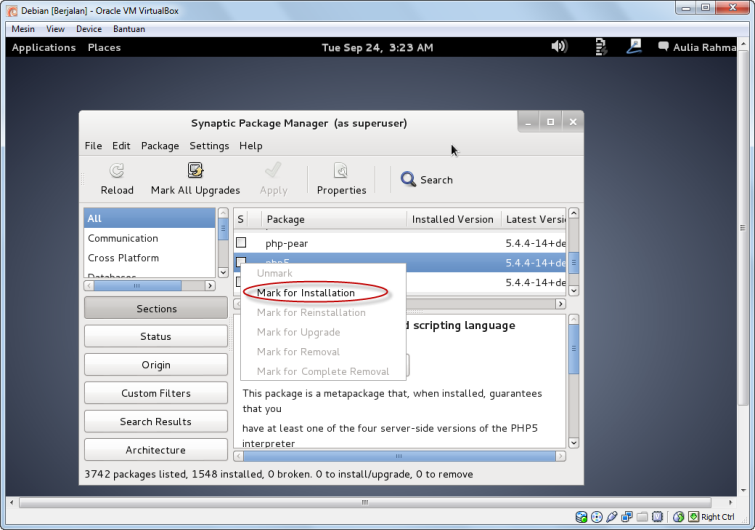 Debian [Berjalan] - Oracle VM VirtualBox
Mesin View Device Bantuan
Applications Places Tue Sep 24, 3:23 AM Aulia Rahma
Synaptic Package Manager (as superuser)
File Edit Package Settings Help
Reload Mark All Upgrades Apply Properties Search
All
Communication
Cross Platform
Databases
S Package Installed Version Latest Versi
php-pear 5.4.4-14+de
php5 5.4.4-14+de
5.4.4-14+de
Unmark
Mark for Installation
Mark for Reinstallation
Mark for Upgrade
Mark for Removal
Mark for Complete Removal
Sections
Status
Origin
Custom Filters
Search Results
Architecture
d scripting language
This package is a metapackage that, when installed, guarantees
that you
have at least one of the four server-side versions of the PHP5
interpreter
3742 packages listed, 1548 installed, 0 broken. 0 to install/upgrade, 0 to remove
Right Ctrl